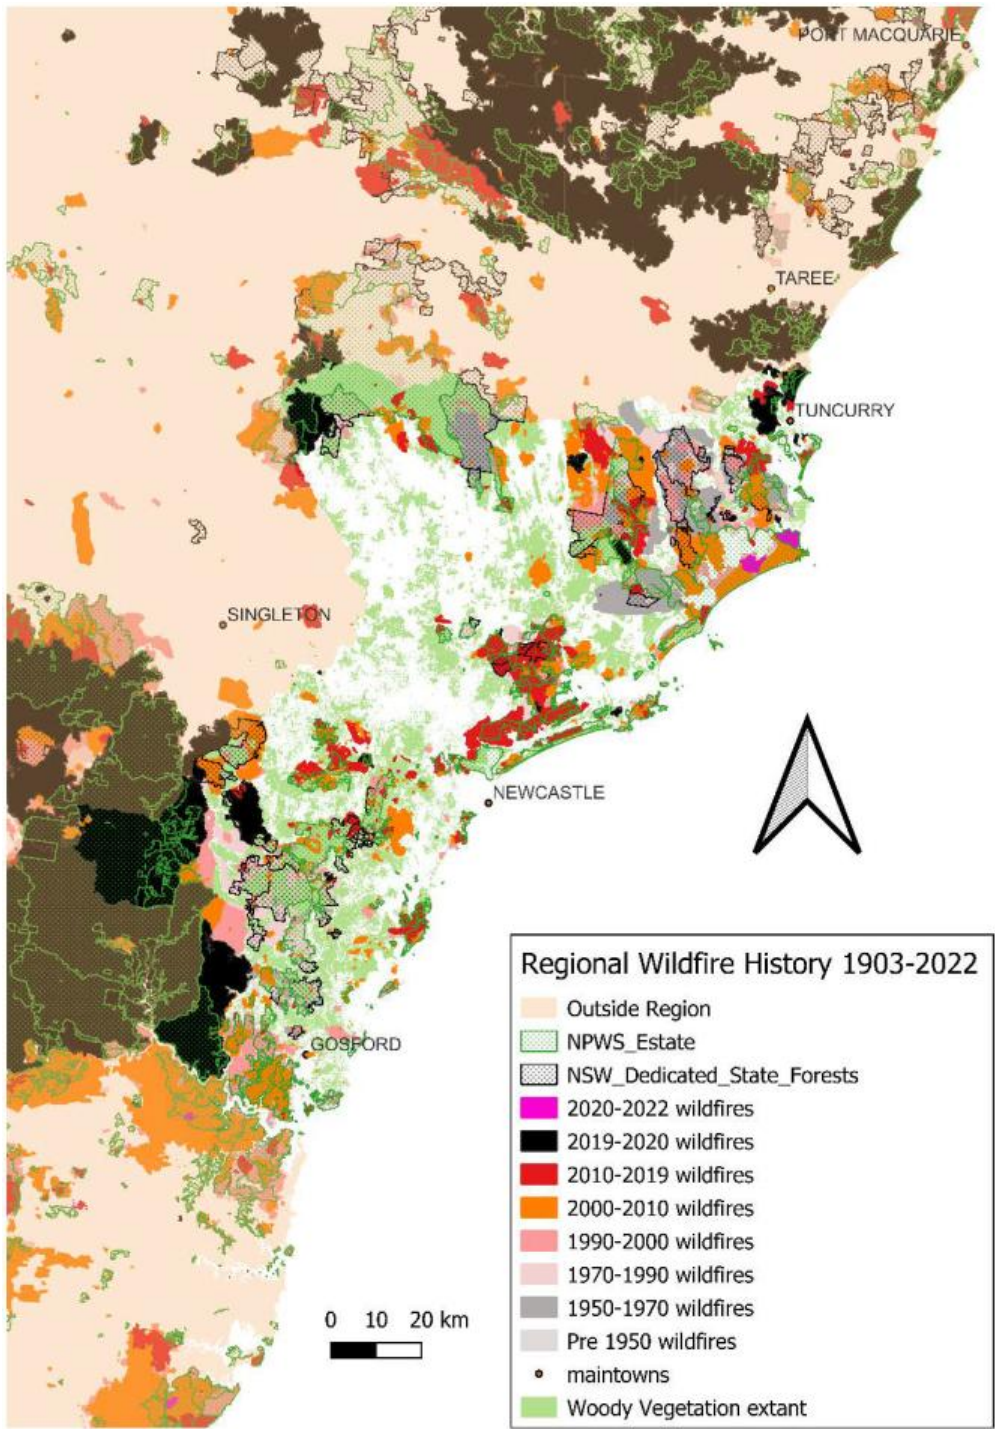 PORT MACQUARIE
TAREE
TUNCURRY
SINGLETON
NEWCASTLE
GOSFORD
Regional Wildfire History 1903-2022
Outside Region
NPWS_Estate
NSW_Dedicated_State_Forests
2020-2022 wildfires
2019-2020 wildfires
2010-2019 wildfires
2000-2010 wildfires
1990-2000 wildfires
1970-1990 wildfires
1950-1970 wildfires
Pre 1950 wildfires
maintowns
Woody Vegetation extant
0 10 20 km